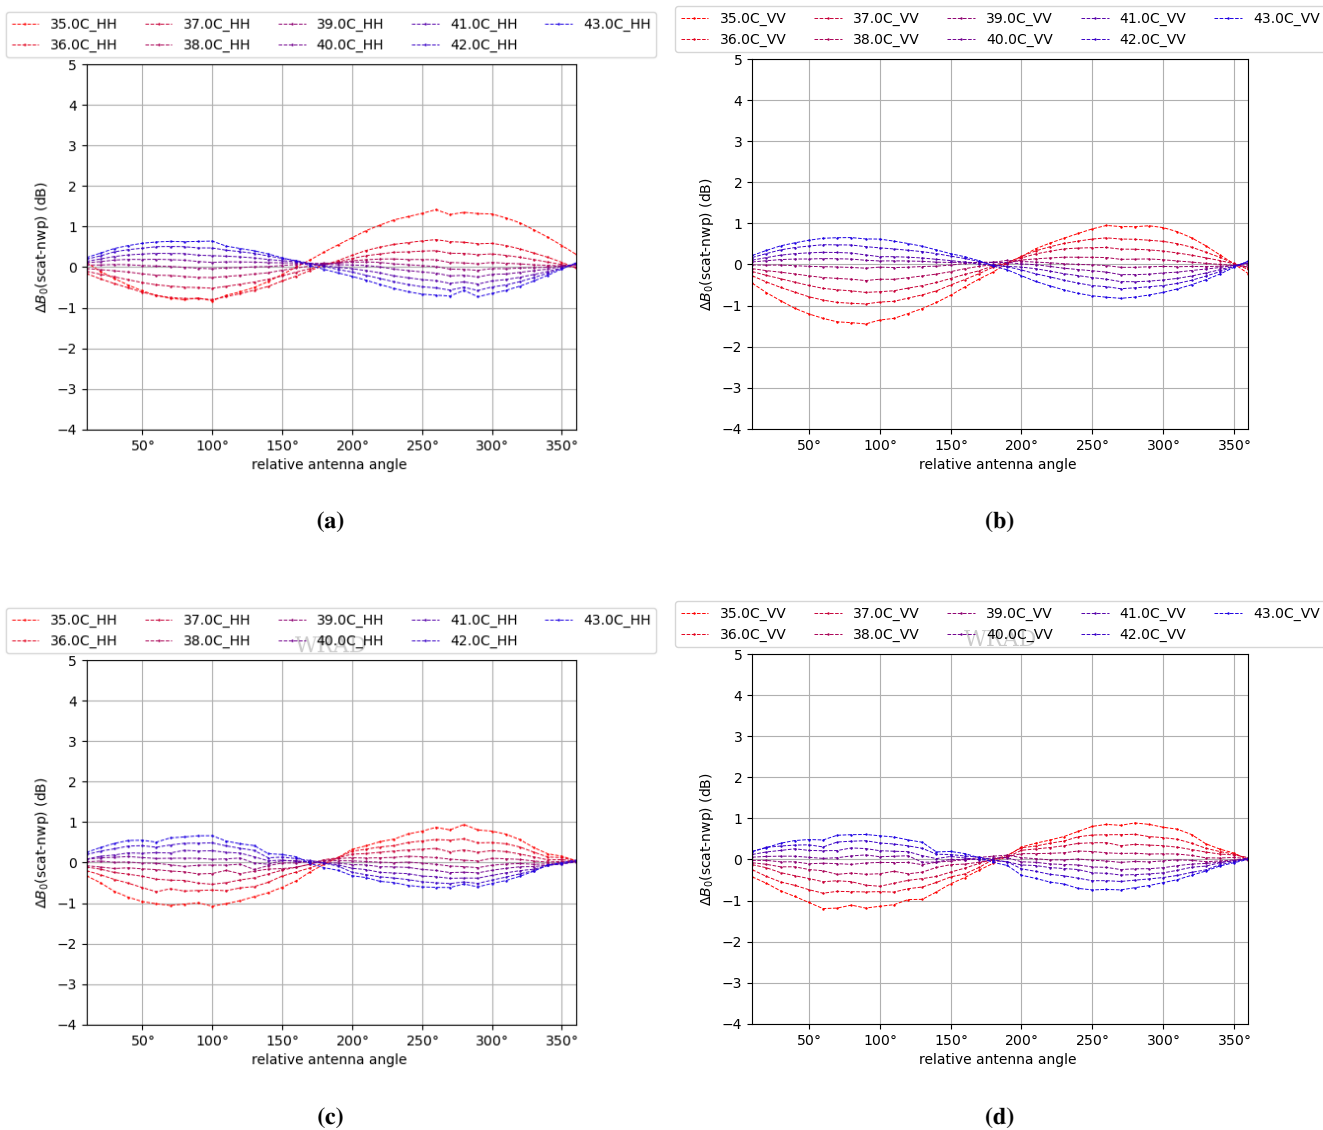 35.0C_HH 37.0C_HH 39.0C_HH 41.0C_HH 43.0C_HH
36.0C_HH 38.0C_HH 40.0C_HH 42.0C_HH
5
4
3
2
1
0
−1
−2
−3
−4
ΔB₀(scat-nwp) (dB)
50° 100° 150° 200° 250° 300° 350°
relative antenna angle
(a)
35.0C_VV 37.0C_VV 39.0C_VV 41.0C_VV 43.0C_VV
36.0C_VV 38.0C_VV 40.0C_VV 42.0C_VV
5
4
3
2
1
0
−1
−2
−3
−4
ΔB₀(scat-nwp) (dB)
50° 100° 150° 200° 250° 300° 350°
relative antenna angle
(b)
35.0C_HH 37.0C_HH 39.0C_HH 41.0C_HH 43.0C_HH
36.0C_HH 38.0C_HH 40.0C_HH 42.0C_HH
WRAD
5
4
3
2
1
0
−1
−2
−3
−4
ΔB₀(scat-nwp) (dB)
50° 100° 150° 200° 250° 300° 350°
relative antenna angle
(c)
35.0C_VV 37.0C_VV 39.0C_VV 41.0C_VV 43.0C_VV
36.0C_VV 38.0C_VV 40.0C_VV 42.0C_VV
WRAD
5
4
3
2
1
0
−1
−2
−3
−4
ΔB₀(scat-nwp) (dB)
50° 100° 150° 200° 250° 300° 350°
relative antenna angle
(d)